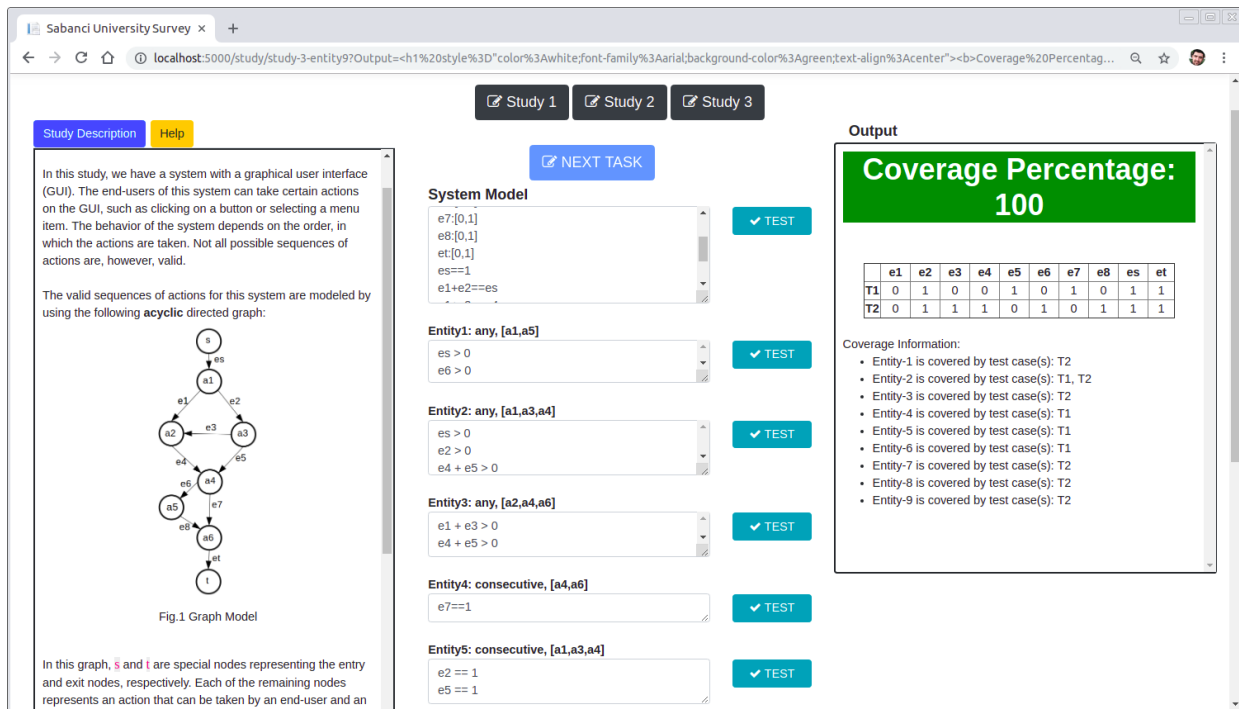 Sabanci University Survey × +
localhost:5000/study/study-3-entity9?Output=<h1%20style%3D"color%3Awhite;font-family%3Aarial;background-color%3Agreen;text-align%3Acenter"><b>Coverage%20Percentag...
Study 1 Study 2 Study 3
Study Description Help
In this study, we have a system with a graphical user interface
(GUI). The end-users of this system can take certain actions
on the GUI, such as clicking on a button or selecting a menu
item. The behavior of the system depends on the order, in
which the actions are taken. Not all possible sequences of
actions are, however, valid.
The valid sequences of actions for this system are modeled by
using the following acyclic directed graph:
s
es
a1
e1 e2
a2 e3 a3
e4 e5
a4
e6 e7
a5
e8
a6
et
t
Fig.1 Graph Model
In this graph, s and t are special nodes representing the entry
and exit nodes, respectively. Each of the remaining nodes
represents an action that can be taken by an end-user and an
NEXT TASK
System Model
e7:[0,1]
e8:[0,1]
et:[0,1]
es==1
e1+e2==es
TEST
Entity1: any, [a1,a5]
es > 0
e6 > 0
TEST
Entity2: any, [a1,a3,a4]
es > 0
e2 > 0
e4 + e5 > 0
TEST
Entity3: any, [a2,a4,a6]
e1 + e3 > 0
e4 + e5 > 0
TEST
Entity4: consecutive, [a4,a6]
e7==1
TEST
Entity5: consecutive, [a1,a3,a4]
e2 == 1
e5 == 1
TEST
Output
Coverage Percentage:
100
e1 e2 e3 e4 e5 e6 e7 e8 es et
T1 0 1 0 0 1 0 1 0 1 1
T2 0 1 1 1 0 1 0 1 1 1
Coverage Information:
• Entity-1 is covered by test case(s): T2
• Entity-2 is covered by test case(s): T1, T2
• Entity-3 is covered by test case(s): T2
• Entity-4 is covered by test case(s): T1
• Entity-5 is covered by test case(s): T1
• Entity-6 is covered by test case(s): T1
• Entity-7 is covered by test case(s): T2
• Entity-8 is covered by test case(s): T2
• Entity-9 is covered by test case(s): T2